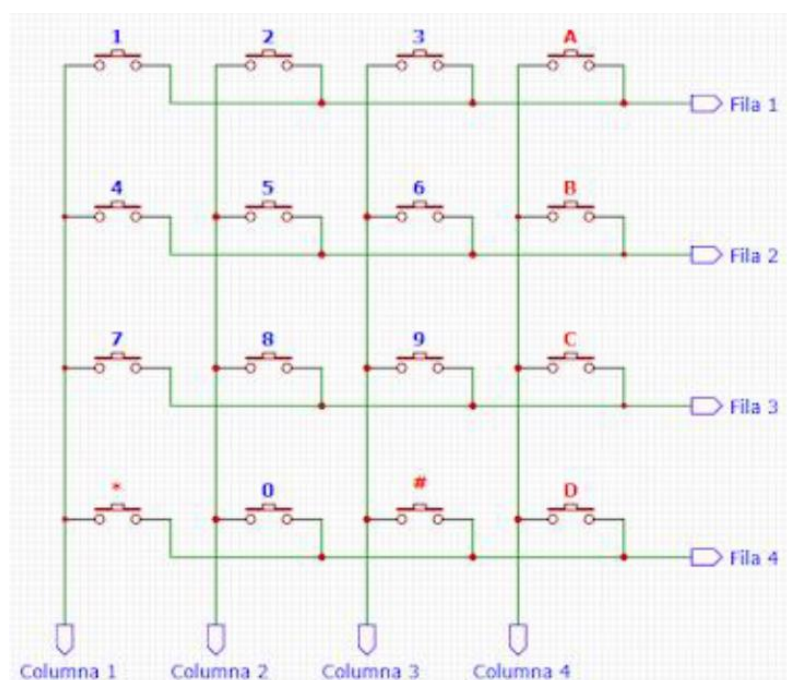 1 2 3 A
Fila 1
4 5 6 B
Fila 2
7 8 9 C
Fila 3
* 0 # D
Fila 4
Columna 1 Columna 2 Columna 3 Columna 4